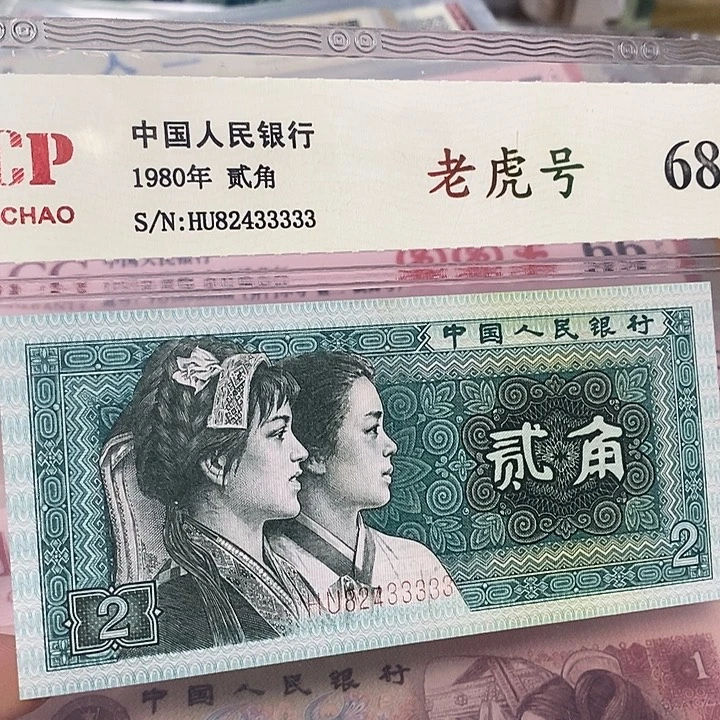 CP
CHAO
中国人民银行
1980年 贰角
S/N:HU82433333
老虎号
68
中国人民银行
贰角
2
2
HU82433333
中国人民银行
1